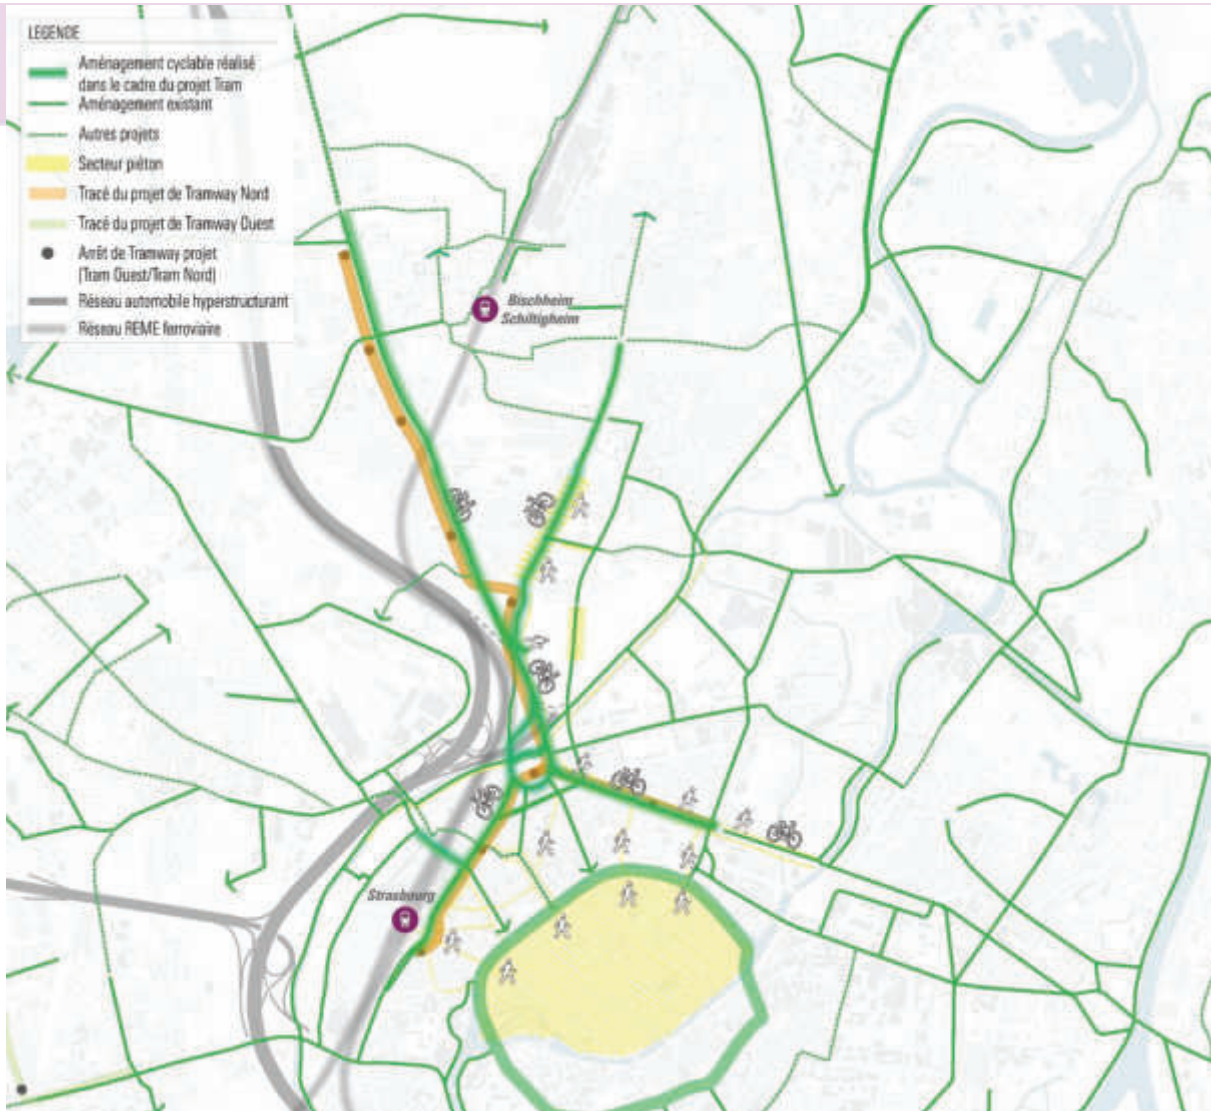 LEGENDE
Aménagement cyclable réalisé
dans le cadre du projet Tram
Aménagement existant
Autres projets
Secteur piéton
Tracé du projet de Tramway Nord
Tracé du projet de Tramway Ouest
Arrêt de Tramway projet
(Tram Ouest/Tram Nord)
Réseau automobile hyperstructurant
Réseau REME ferroviaire
Bischheim
Schiltigheim
Strasbourg